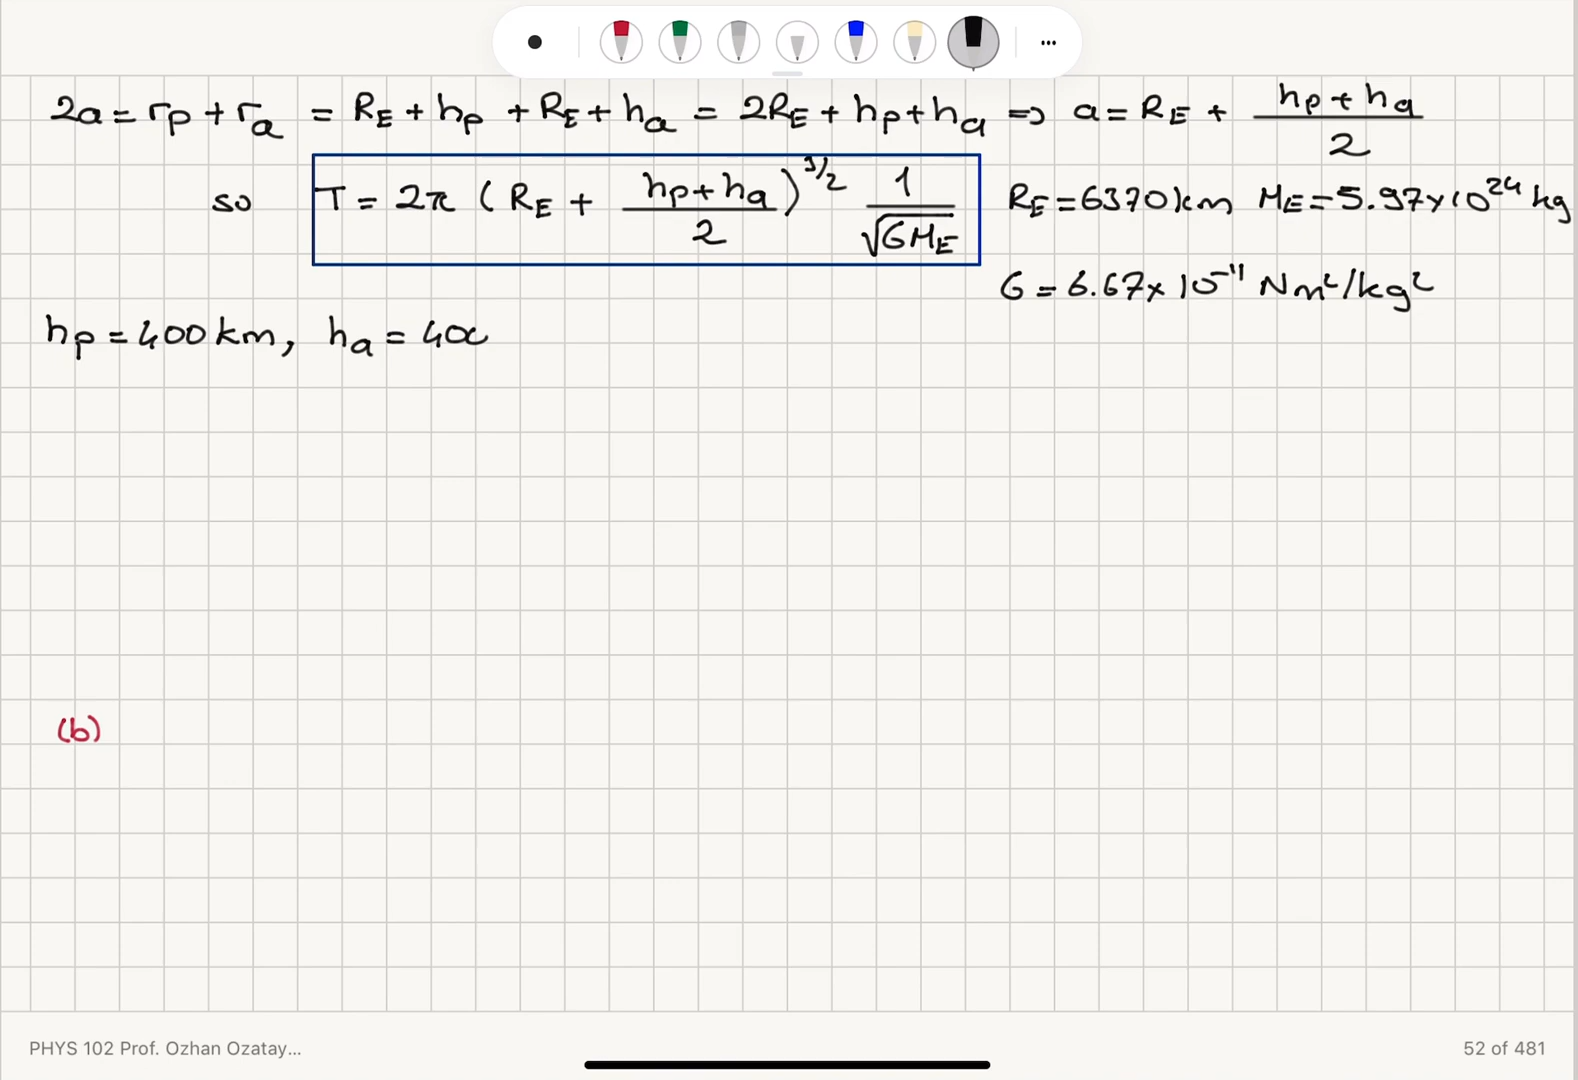 2a = rp + ra = RE + hp + RE + ha = 2RE + hp + ha => a = RE + (hp + ha)/2
so T = 2π (RE + (hp + ha)/2)^3/2 1/√(GME) RE = 6370 km ME = 5.97 x 10^24 kg
G = 6.67 x 10^-11 Nm²/kg²
hp = 400 km, ha = 400
(b)
PHYS 102 Prof. Ozhan Ozatay... 52 of 481